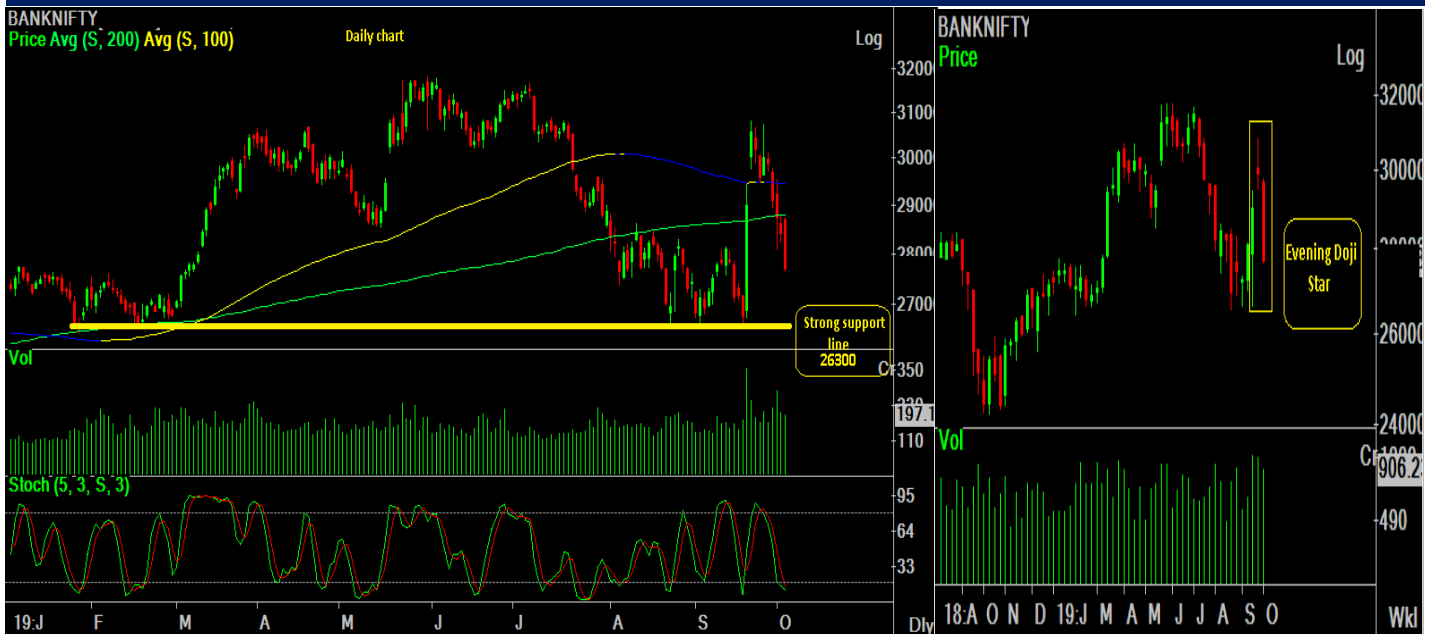 BANKNIFTY
Price Avg (S, 200) Avg (S, 100)
Daily chart
Log
3200
3100
3000
2900
2800
2700
Strong support
line
26300
Vol
Cr
350
197.1
110
Stoch (5, 3, S, 3)
95
64
33
19:J F M A M J J A S O
Dly
BANKNIFTY
Price
Log
32000
30000
26000
24000
Evening Doji
Star
Vol
Cr
906.2
490
18:A O N D 19:J M A M J J A S O
Wkl